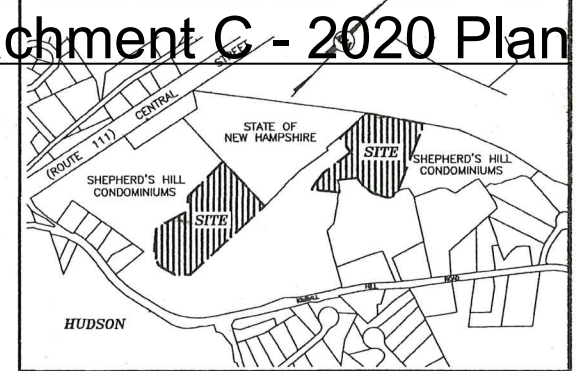 chment C - 2020 Plan
CENTRAL STREET
(ROUTE 111)
STATE OF
NEW HAMPSHIRE
SITE
SHEPHERD'S HILL
CONDOMINIUMS
SHEPHERD'S HILL
CONDOMINIUMS
SITE
KIMBALL HILL ROAD
HUDSON